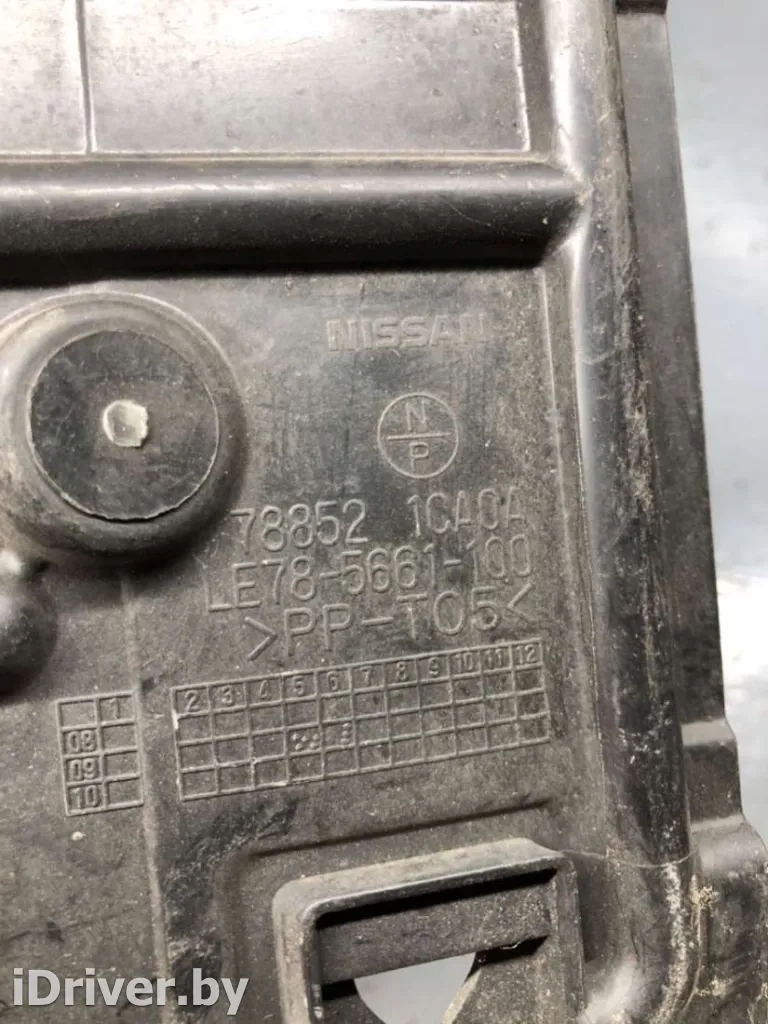 NISSAN
N
P
78852 1CA0A
LE78-5661-100
>PP-T05<
1 2 3 4 5 6 7 8 9 10 11 12
08
09
10
iDriver.by